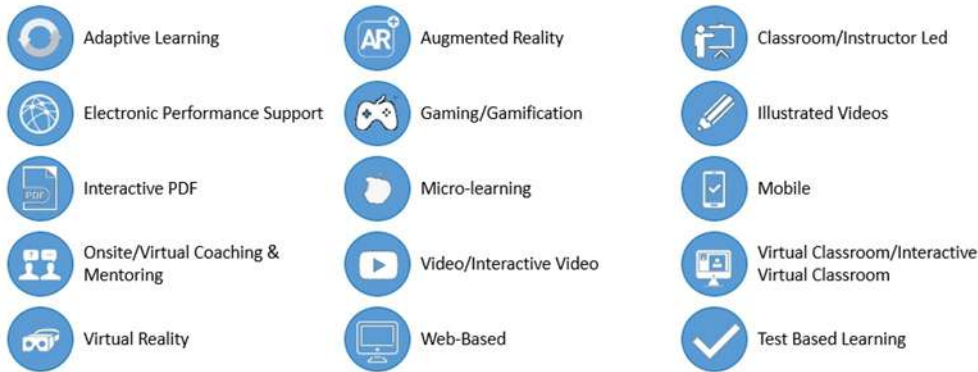 Adaptive Learning
AR
Augmented Reality
Classroom/Instructor Led
Electronic Performance Support
Gaming/Gamification
Illustrated Videos
PDF
Interactive PDF
Micro-learning
Mobile
Onsite/Virtual Coaching &
Mentoring
Video/Interactive Video
Virtual Classroom/Interactive
Virtual Classroom
Virtual Reality
Web-Based
Test Based Learning